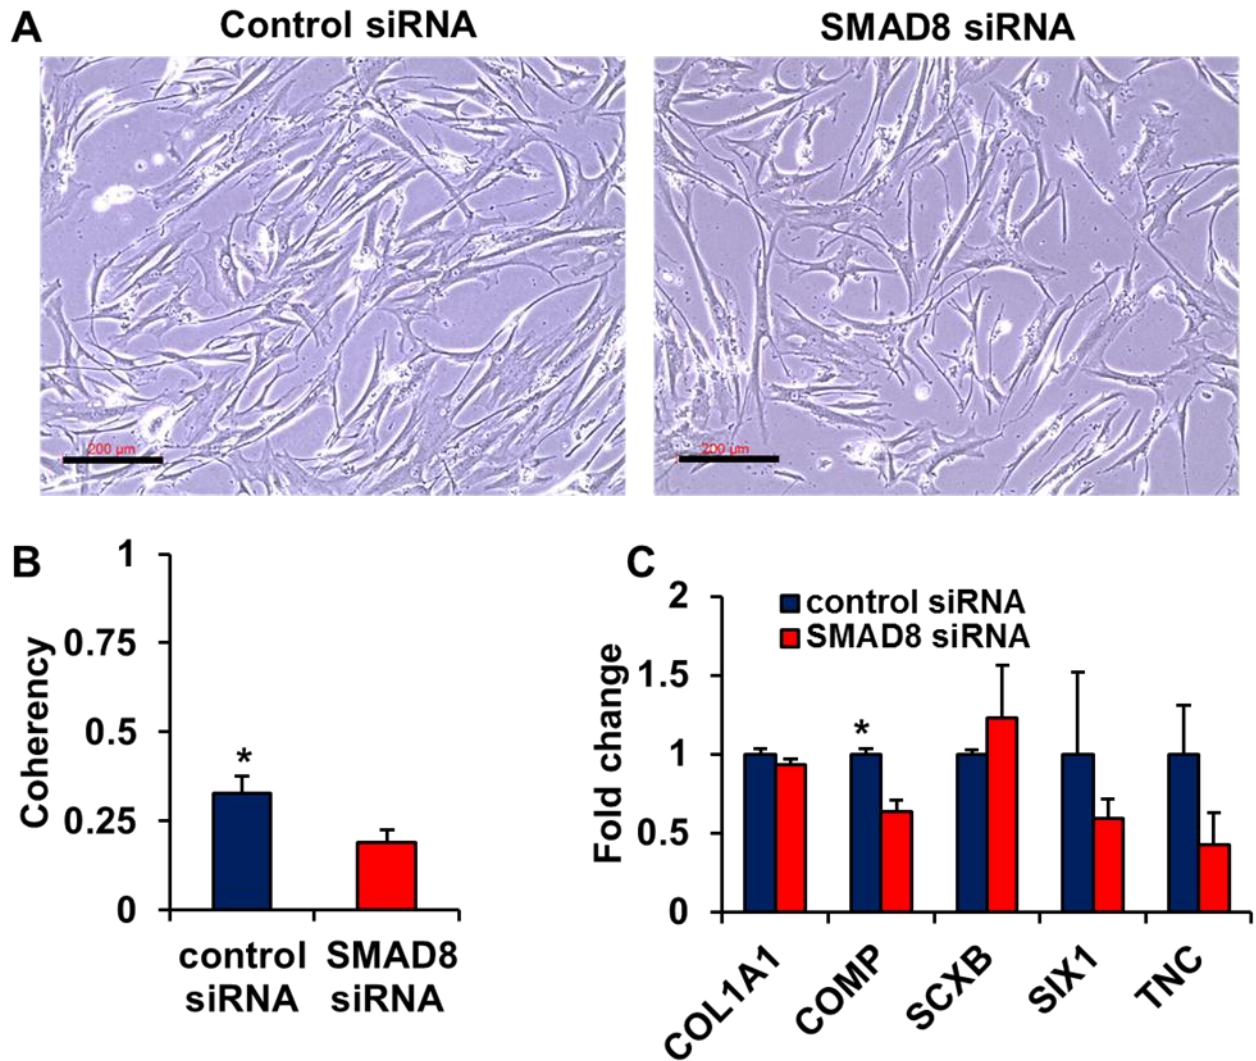 A
Control siRNA
SMAD8 siRNA
200 µm
200 µm
B
Coherency
1
0.75
0.5
0.25
0
control
siRNA
SMAD8
siRNA
C
Fold change
2
1.5
1
0.5
0
control siRNA
SMAD8 siRNA
*
*
COL1A1
COMP
SCXB
SIX1
TNC